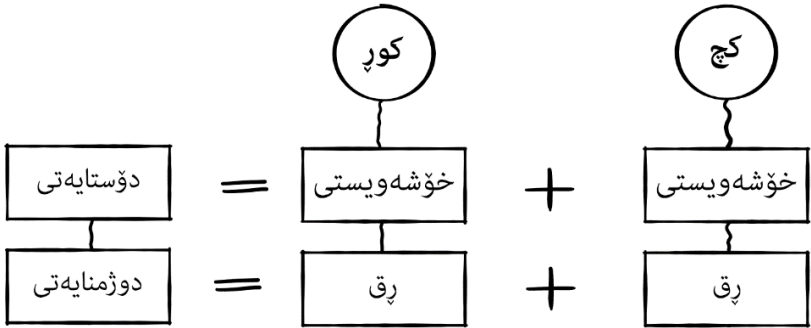 کچ
کوڕ
خۆشەویستی + خۆشەویستی = دۆستایەتی
ڕق + ڕق = دوژمنایەتی